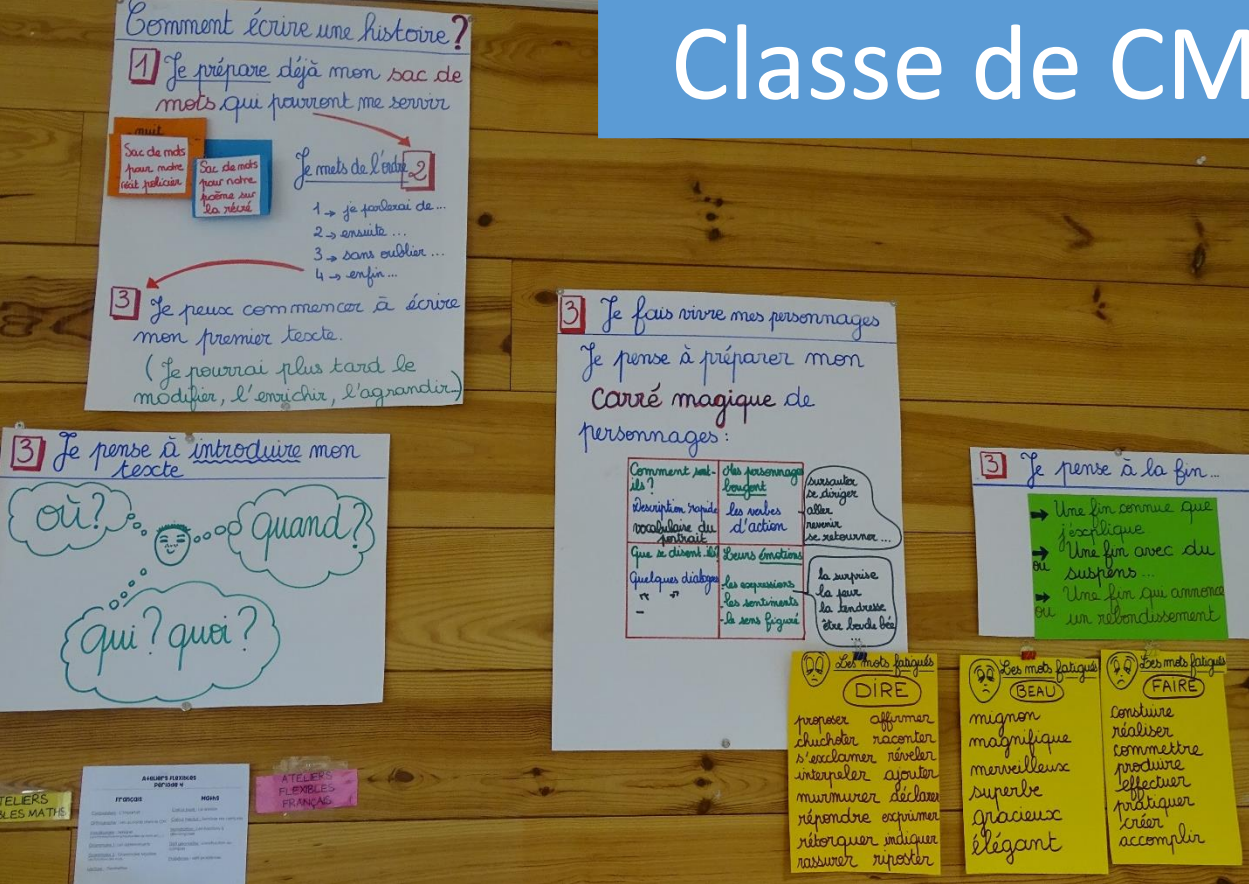 Classe de CM
Comment écrire une histoire ?
1 Je prépare déjà mon sac de
mots qui pourront me servir
nuit
Sac de mots
pour notre
récit policier
Sac de mots
pour notre
poème sur
la récré
Je mets de l'ordre 2
1 → je parlerai de ...
2 → ensuite ...
3 → sans oublier ...
4 → enfin ...
3 Je peux commencer à écrire
mon premier texte.
(Je pourrai plus tard le
modifier, l'enrichir, l'agrandir...)
3 Je pense à introduire mon
texte
où ?
quand ?
qui ? quoi ?
3 Je fais vivre mes personnages
Je pense à préparer mon
carré magique de
personnages :
Comment sont-
ils ?
Description rapide
vocabulaire du
portrait
Mes personnages
bougent
les verbes
d'action
sursauter
se diriger
aller
revenir
se retourner ...
Que se disent-ils ?
Quelques dialogues
" "
-
Leurs émotions
-les expressions
-les sentiments
-le sens figuré
la surprise
la peur
la tendresse
être bouche bée
...
3 Je pense à la fin ...
➡ Une fin connue que
j'explique
➡ Une fin avec du
ou
suspens ...
➡ Une fin qui annonce
ou un rebondissement
Les mots fatigués
DIRE
proposer affirmer
chuchoter raconter
s'exclamer révéler
interpeler ajouter
murmurer déclarer
répondre exprimer
rétorquer indiquer
rassurer riposter
Les mots fatigués
BEAU
mignon
magnifique
merveilleux
superbe
gracieux
élégant
Les mots fatigués
FAIRE
construire
réaliser
commettre
produire
effectuer
pratiquer
créer
accomplir
TELIERS
BLES MATHS
Ateliers flexibles
Période 4
Français
Maths
ATELIERS
FLEXIBLES
FRANÇAIS